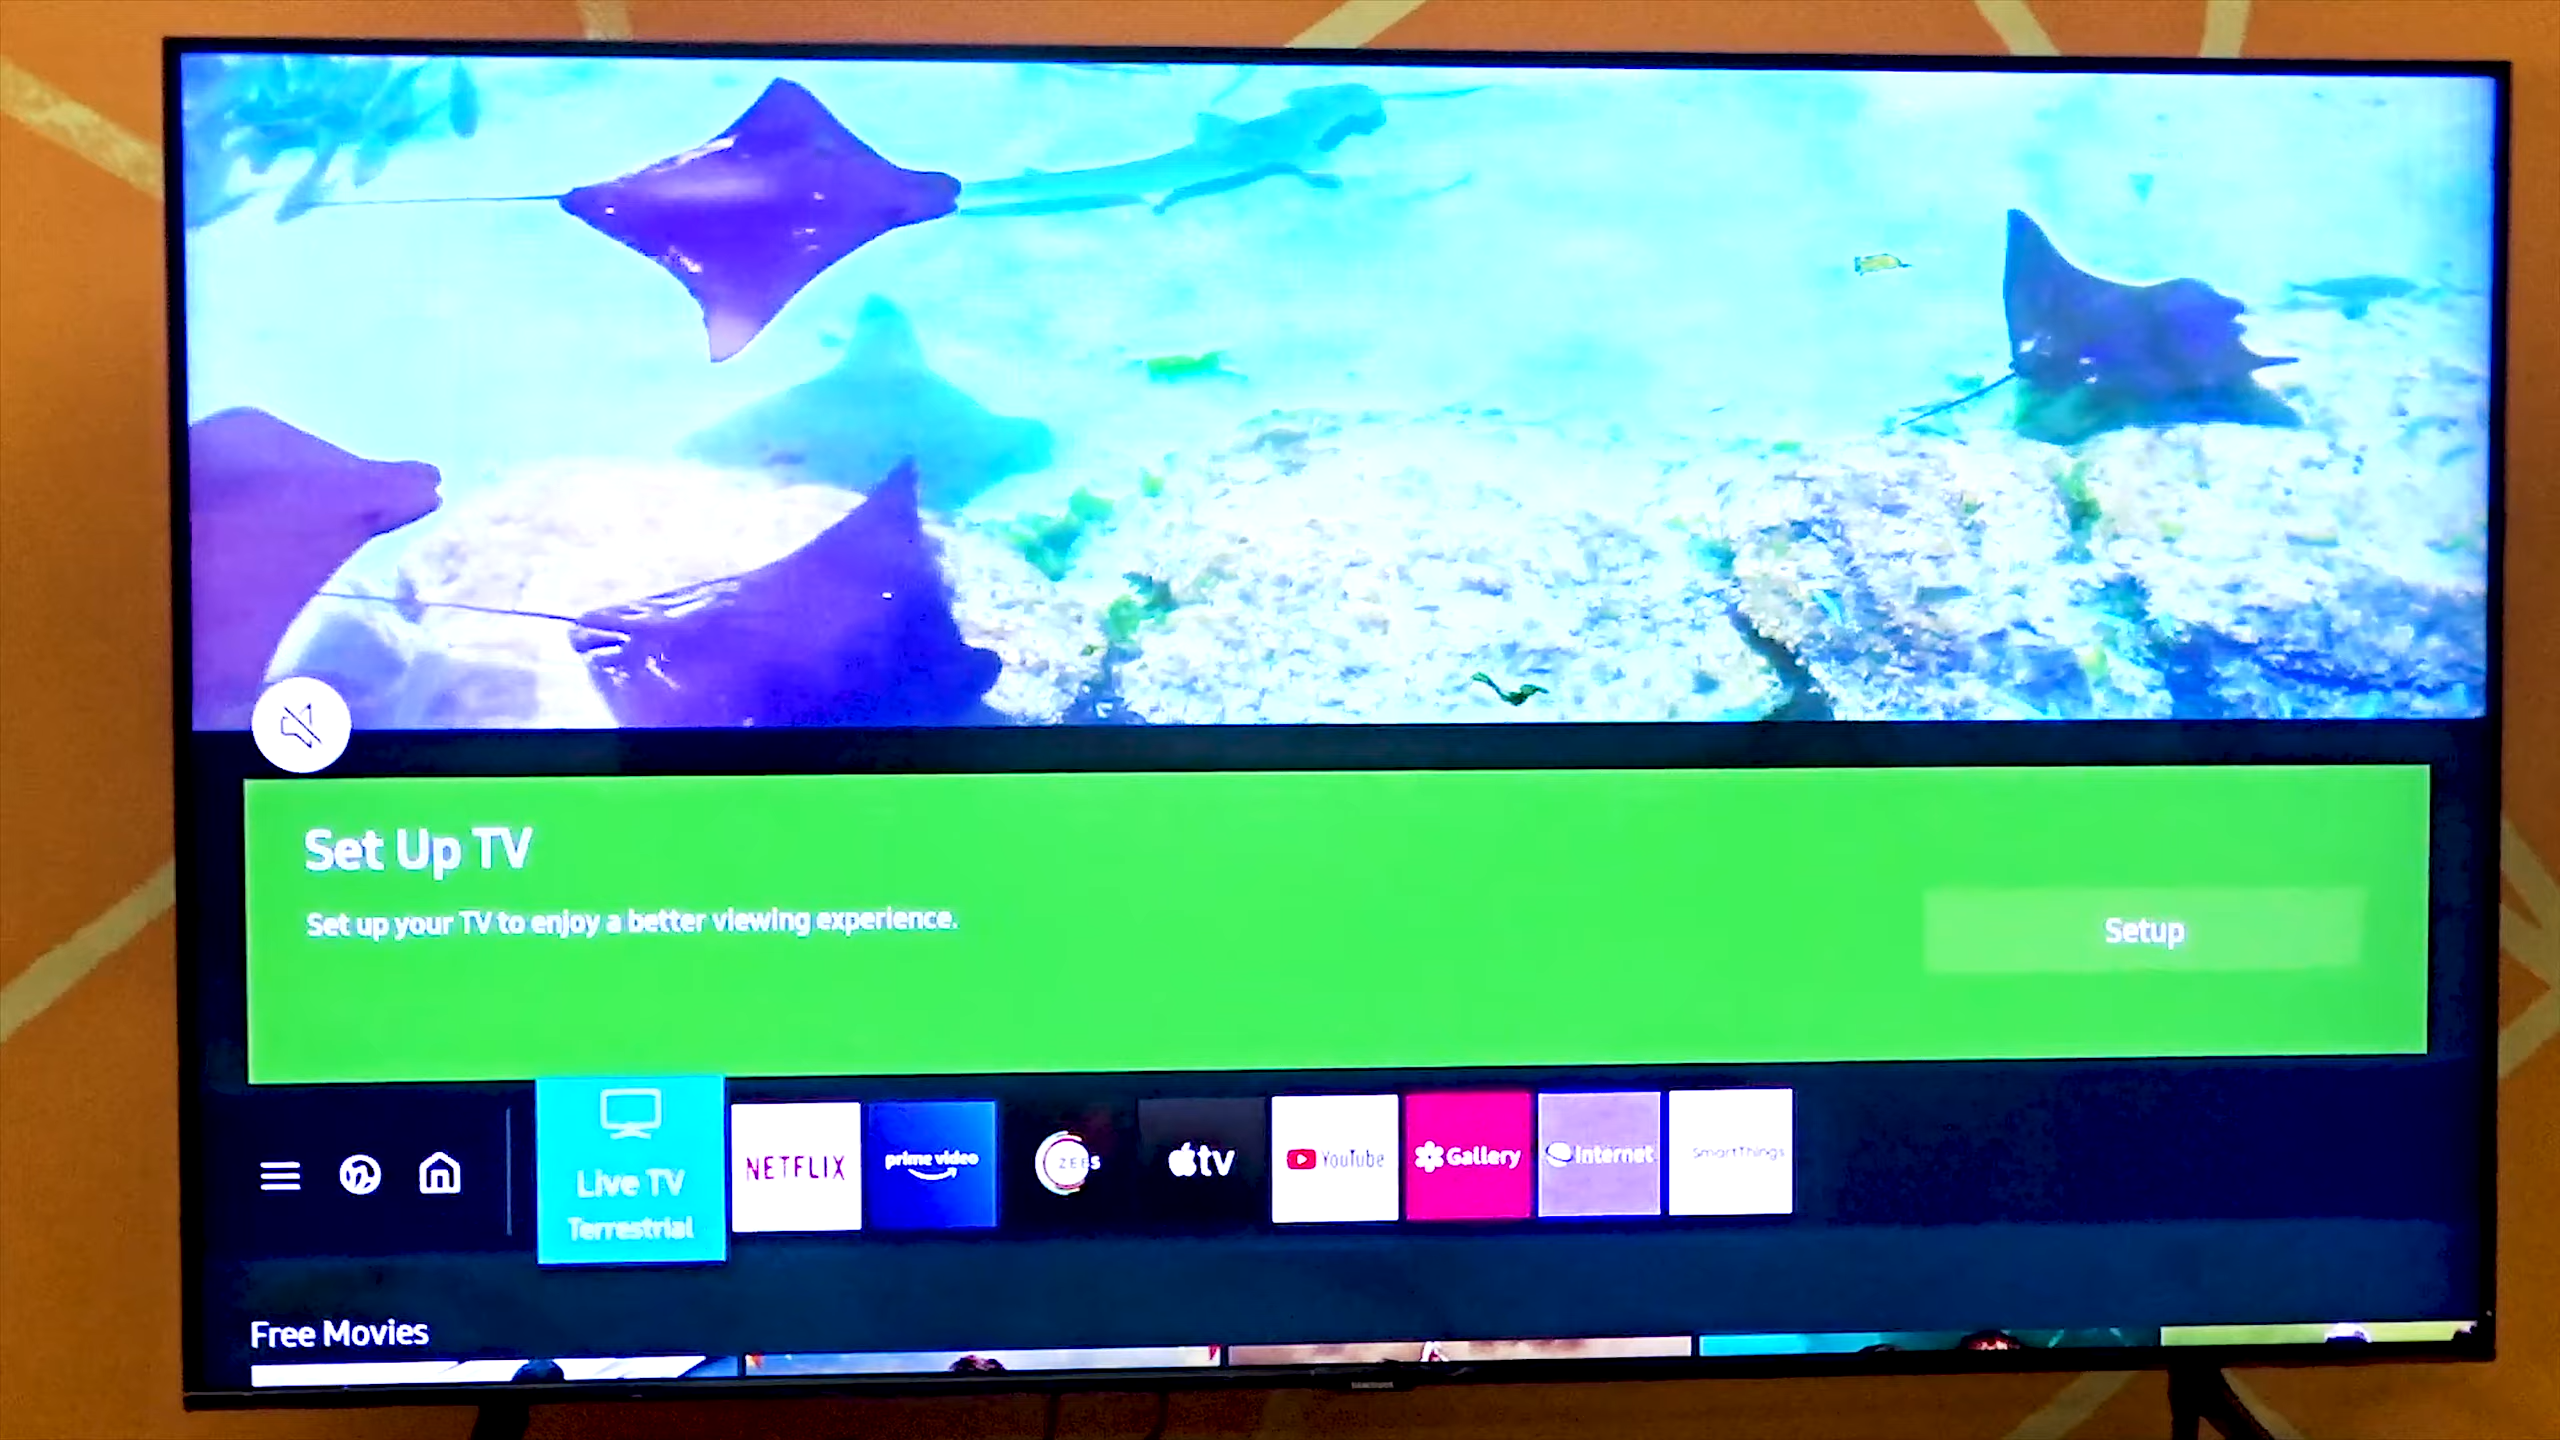 Set Up TV
Set up your TV to enjoy a better viewing experience.
Setup
Live TV
Terrestrial
NETFLIX
prime video
ZEE5
tv
YouTube
Gallery
Internet
SmartThings
Free Movies